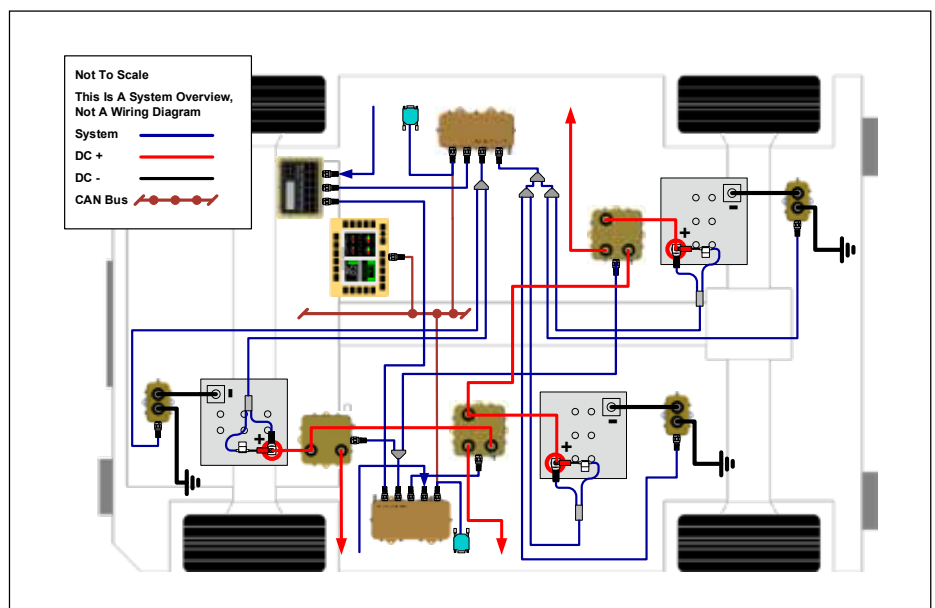 Not To Scale
This Is A System Overview,
Not A Wiring Diagram
System
DC +
DC -
CAN Bus
-
+
-
+
-
+